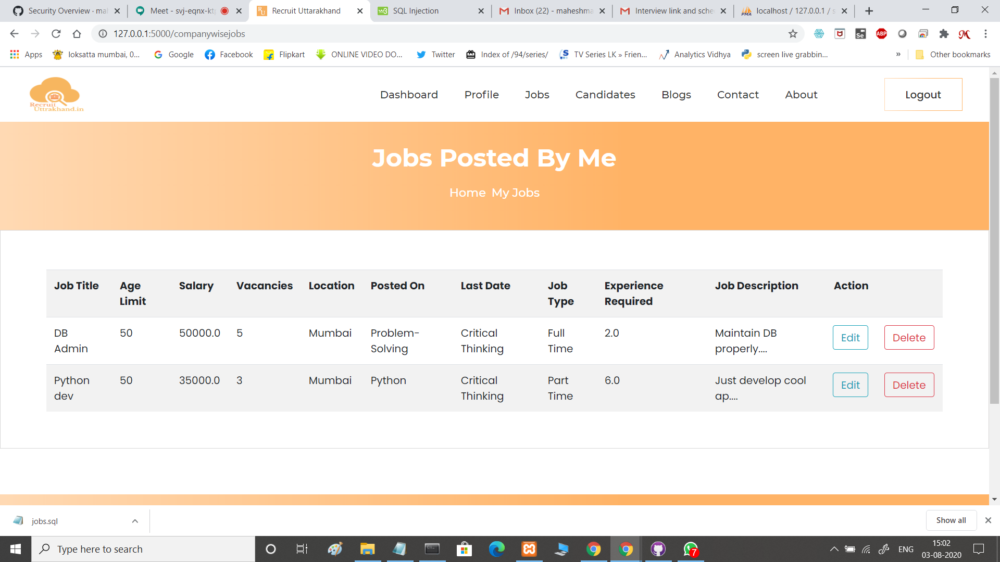 Security Overview · ma
Meet - svj-eqnx-kt
Recruit Uttarakhand
SQL Injection
Inbox (22) - maheshma
Interview link and sche
localhost / 127.0.0.1 / s
127.0.0.1:5000/companywisejobs
Apps
loksatta mumbai, 0...
Google
Facebook
Flipkart
ONLINE VIDEO DO...
Twitter
Index of /94/series/
TV Series LK » Frien...
Analytics Vidhya
screen live grabbin...
»
Other bookmarks
Recruit
Uttrakhand.in
Dashboard
Profile
Jobs
Candidates
Blogs
Contact
About
Logout
Jobs Posted By Me
Home My Jobs
Job Title
Age
Limit
Salary
Vacancies
Location
Posted On
Last Date
Job
Type
Experience
Required
Job Description
Action
DB
Admin
50
50000.0
5
Mumbai
Problem-
Solving
Critical
Thinking
Full
Time
2.0
Maintain DB
properly....
Edit
Delete
Python
dev
50
35000.0
3
Mumbai
Python
Critical
Thinking
Part
Time
6.0
Just develop cool
ap....
Edit
Delete
jobs.sql
Show all
Type here to search
7
ENG
15:02
03-08-2020